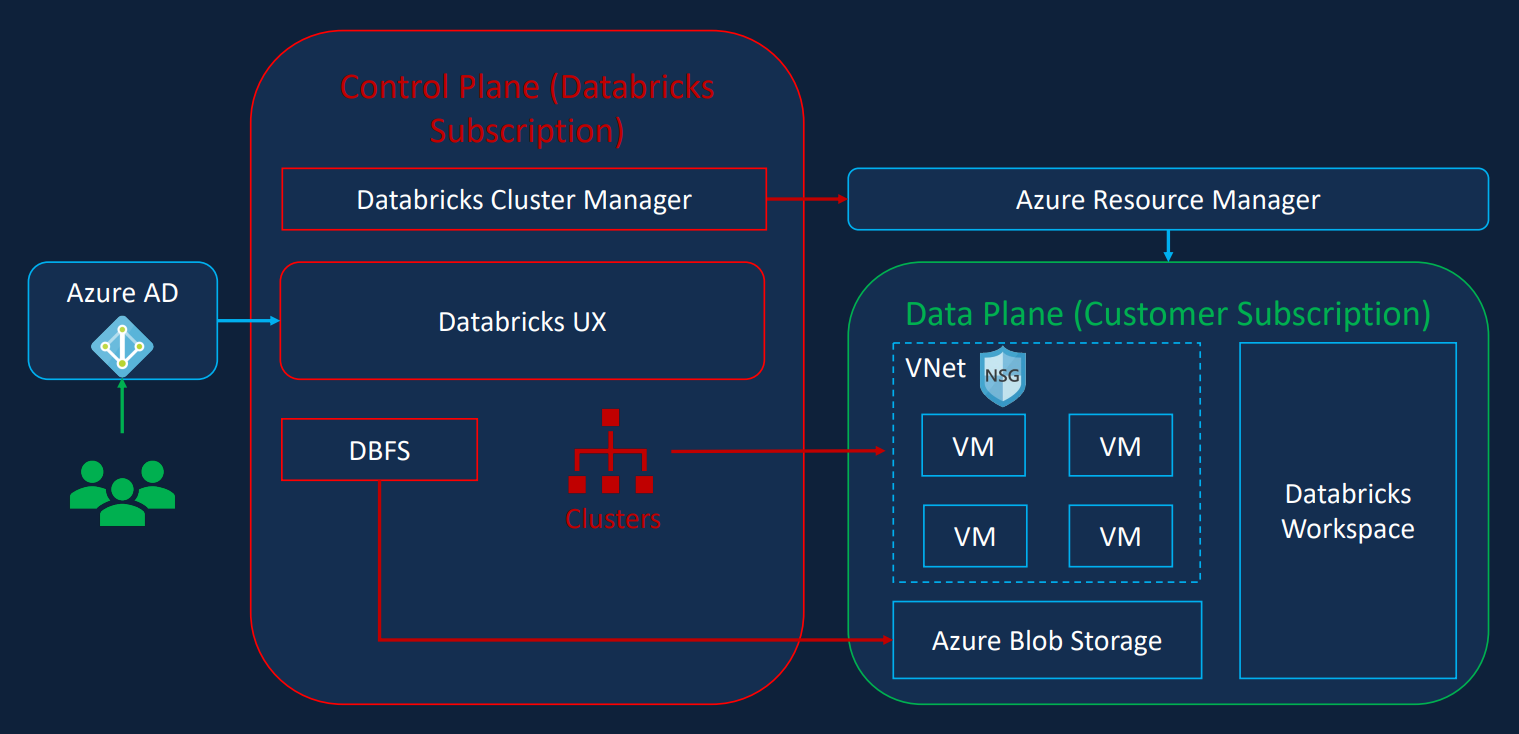 Control Plane (Databricks
Subscription)
Databricks Cluster Manager
Azure Resource Manager
Azure AD
Databricks UX
Data Plane (Customer Subscription)
VNet
NSG
DBFS
Clusters
VM
VM
VM
VM
Databricks
Workspace
Azure Blob Storage